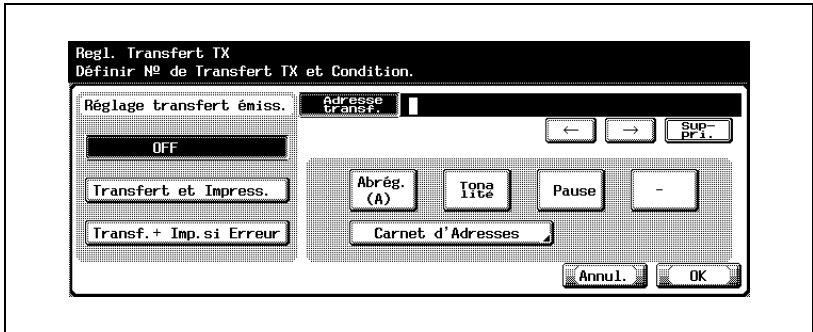 Regl. Transfert TX
Définir Nº de Transfert TX et Condition.
Réglage transfert émiss.
Adresse
transf.
←
→
Sup-
pri.
OFF
Transfert et Impress.
Transf.+ Imp.si Erreur
Abrég.
(A)
Tona
lité
Pause
-
Carnet d'Adresses
Annul.
OK